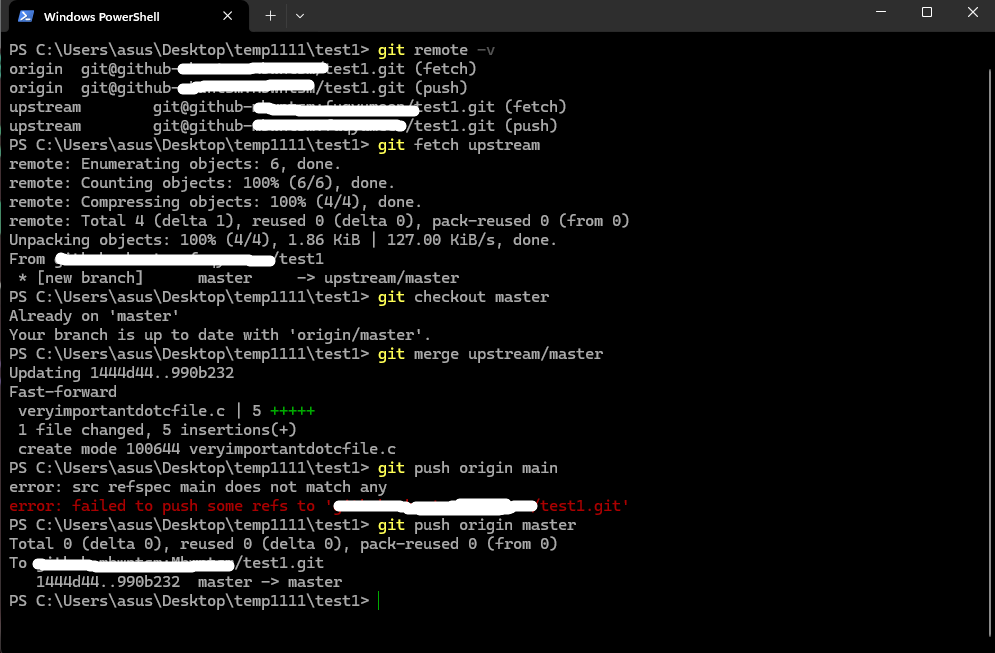 Windows PowerShell
PS C:\Users\asus\Desktop\temp1111\test1> git remote -v
origin  git@github-test1.git (fetch)
origin  git@github-/test1.git (push)
upstream        git@github-/test1.git (fetch)
upstream        git@github-/test1.git (push)
PS C:\Users\asus\Desktop\temp1111\test1> git fetch upstream
remote: Enumerating objects: 6, done.
remote: Counting objects: 100% (6/6), done.
remote: Compressing objects: 100% (4/4), done.
remote: Total 4 (delta 1), reused 0 (delta 0), pack-reused 0 (from 0)
Unpacking objects: 100% (4/4), 1.86 KiB | 127.00 KiB/s, done.
From /test1
 * [new branch]      master     -> upstream/master
PS C:\Users\asus\Desktop\temp1111\test1> git checkout master
Already on 'master'
Your branch is up to date with 'origin/master'.
PS C:\Users\asus\Desktop\temp1111\test1> git merge upstream/master
Updating 1444d44..990b232
Fast-forward
 veryimportantdotcfile.c | 5 +++++
 1 file changed, 5 insertions(+)
 create mode 100644 veryimportantdotcfile.c
PS C:\Users\asus\Desktop\temp1111\test1> git push origin main
error: src refspec main does not match any
error: failed to push some refs to '/test1.git'
PS C:\Users\asus\Desktop\temp1111\test1> git push origin master
Total 0 (delta 0), reused 0 (delta 0), pack-reused 0 (from 0)
To /test1.git
   1444d44..990b232  master -> master
PS C:\Users\asus\Desktop\temp1111\test1>